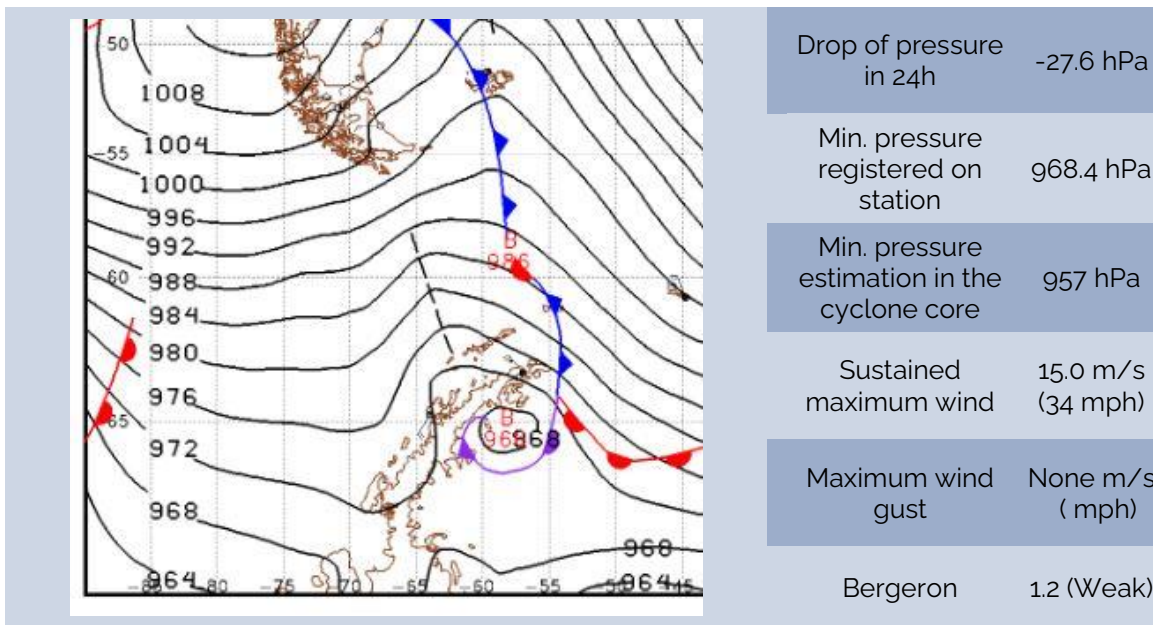 50
1008
1004
-55
1000
996
992
988
60
984
980
976
65
972
968
964
B
986
B
968
968
964
-80
-75
-70
-65
-60
-55
-45
Drop of pressure
in 24h
-27.6 hPa
Min. pressure
registered on
station
968.4 hPa
Min. pressure
estimation in the
cyclone core
957 hPa
Sustained
maximum wind
15.0 m/s
(34 mph)
Maximum wind
gust
None m/s
( mph)
Bergeron
1.2 (Weak)